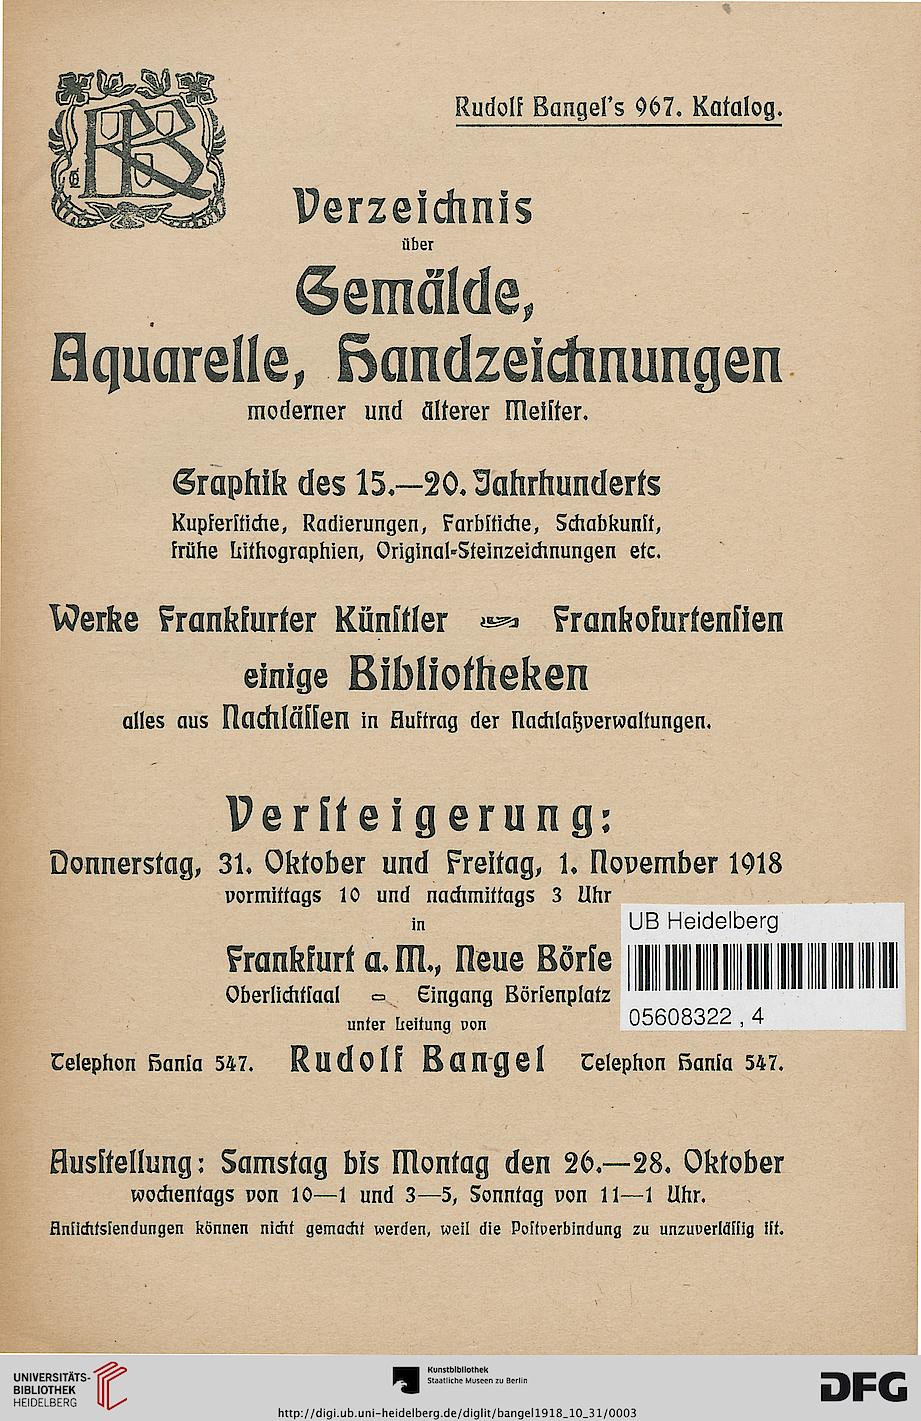 Rudolf Bangel's 967. Katalog.
Verzeichnis
über
Gemälde,
Aquarelle, Handzeichnungen
moderner und älterer Meister.
Graphik des 15.—20. Jahrhunderts
Kupferstiche, Radierungen, Farbstiche, Schabkunst,
frühe Lithographien, Original-Steinzeichnungen etc.
Werke Frankfurter Künstler Frankofurtensien
einige Bibliotheken
alles aus Nachlässen in Auftrag der Nachlaßverwaltungen.
Versteigerung:
Donnerstag, 31. Oktober und Freitag, 1. November 1918
vormittags 10 und nachmittags 3 Uhr
in
Frankfurt a. M., Neue Börse
Oberlichtsaal Eingang Börsenplatz
unter Leitung von
Telephon Hansa 547. Rudolf Bangel Telephon Hansa 547.
UB Heidelberg
05608322 , 4
Ausstellung: Samstag bis Montag den 26.—28. Oktober
wochentags von 10—1 und 3—5, Sonntag von 11—1 Uhr.
Ansichtssendungen können nicht gemacht werden, weil die Postverbindung zu unzuverlässig ist.
UNIVERSITÄTS-
BIBLIOTHEK
HEIDELBERG
Kunstbibliothek
Staatliche Museen zu Berlin
DFG
http://digi.ub.uni-heidelberg.de/diglit/bangel1918_10_31/0003